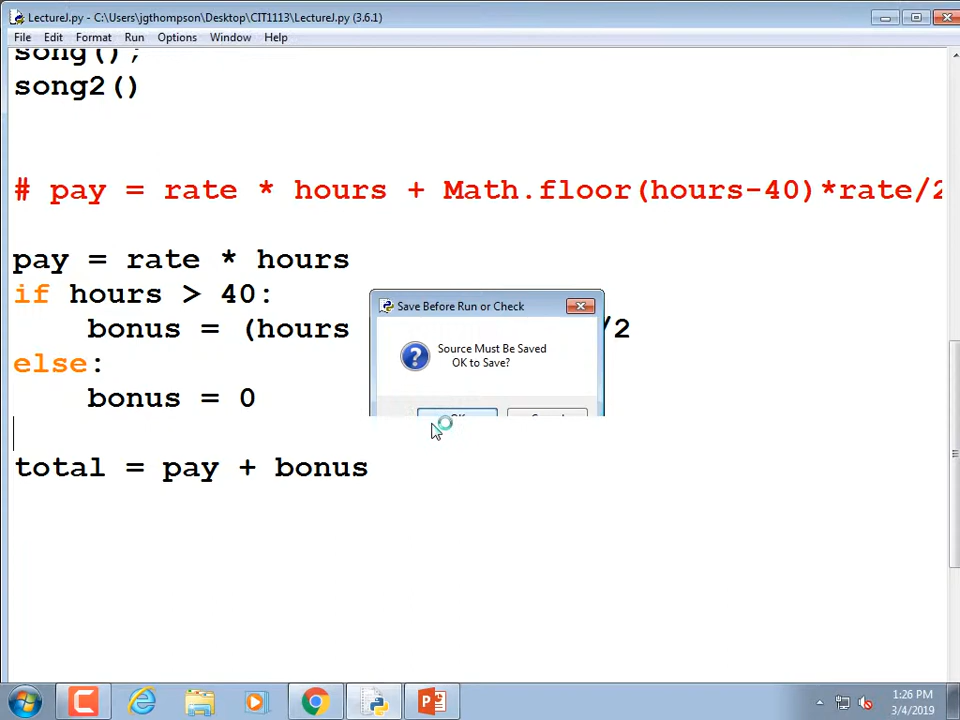 LectureJ.py - C:\Users\jgthompson\Desktop\CIT1113\LectureJ.py (3.6.1)
File Edit Format Run Options Window Help
song();
song2()
# pay = rate * hours + Math.floor(hours-40)*rate/2
pay = rate * hours
if hours > 40:
bonus = (hours /2
else:
bonus = 0
total = pay + bonus
Save Before Run or Check
Source Must Be Saved
OK to Save?
1:26 PM
3/4/2019